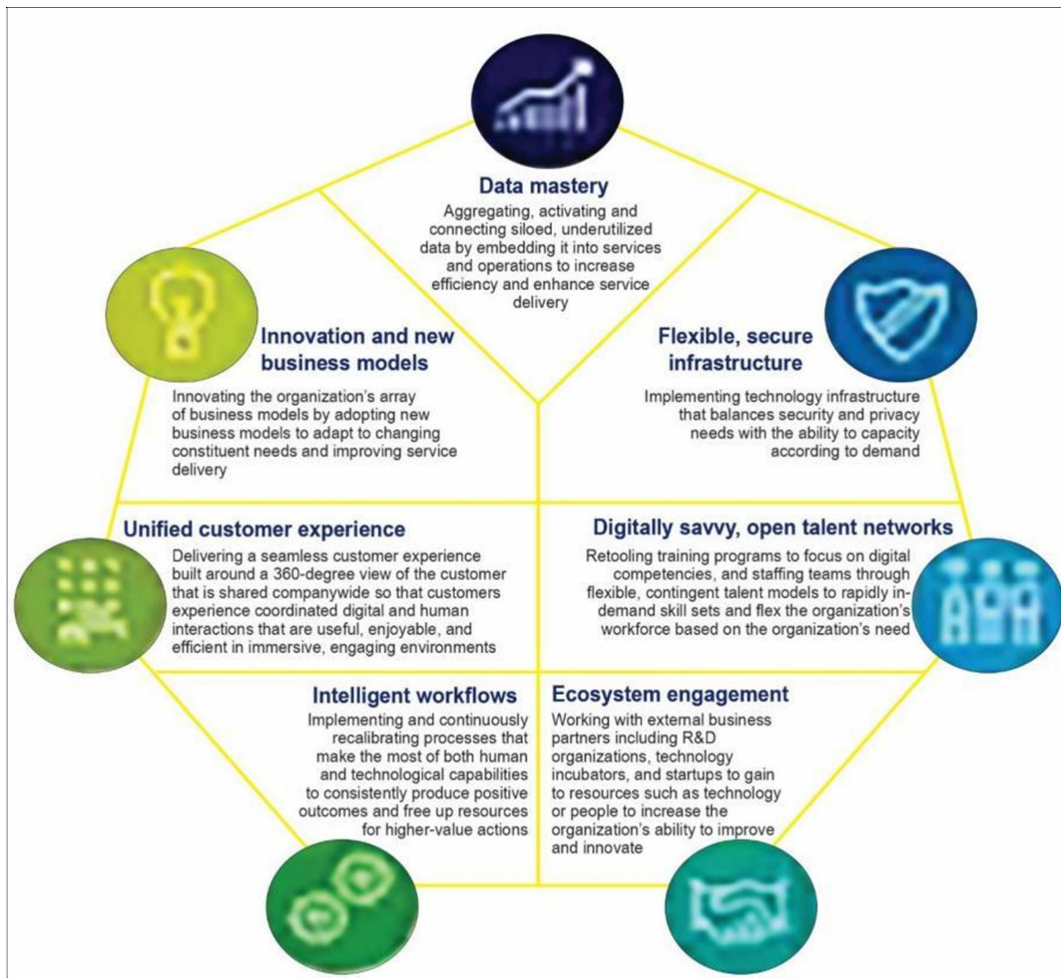 Data mastery
Aggregating, activating and
connecting siloed, underutilized
data by embedding it into services
and operations to increase
efficiency and enhance service
delivery
Innovation and new
business models
Innovating the organization's array
of business models by adopting new
business models to adapt to changing
constituent needs and improving service
delivery
Flexible, secure
infrastructure
Implementing technology infrastructure
that balances security and privacy
needs with the ability to capacity
according to demand
Unified customer experience
Delivering a seamless customer experience
built around a 360-degree view of the customer
that is shared companywide so that customers
experience coordinated digital and human
interactions that are useful, enjoyable, and
efficient in immersive, engaging environments
Digitally savvy, open talent networks
Retooling training programs to focus on digital
competencies, and staffing teams through
flexible, contingent talent models to rapidly in-
demand skill sets and flex the organization's
workforce based on the organization's need
Intelligent workflows
Implementing and continuously
recalibrating processes that
make the most of both human
and technological capabilities
to consistently produce positive
outcomes and free up resources
for higher-value actions
Ecosystem engagement
Working with external business
partners including R&D
organizations, technology
incubators, and startups to gain
to resources such as technology
or people to increase the
organization's ability to improve
and innovate